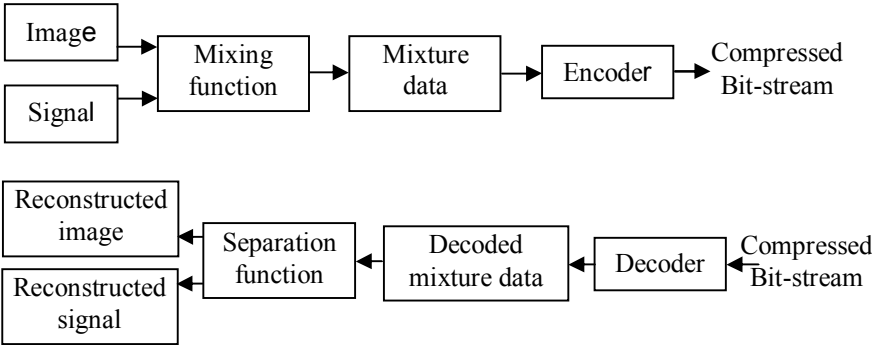 Image
Signal
Mixing
function
Mixture
data
Encoder
Compressed
Bit-stream
Reconstructed
image
Reconstructed
signal
Separation
function
Decoded
mixture data
Decoder
Compressed
Bit-stream